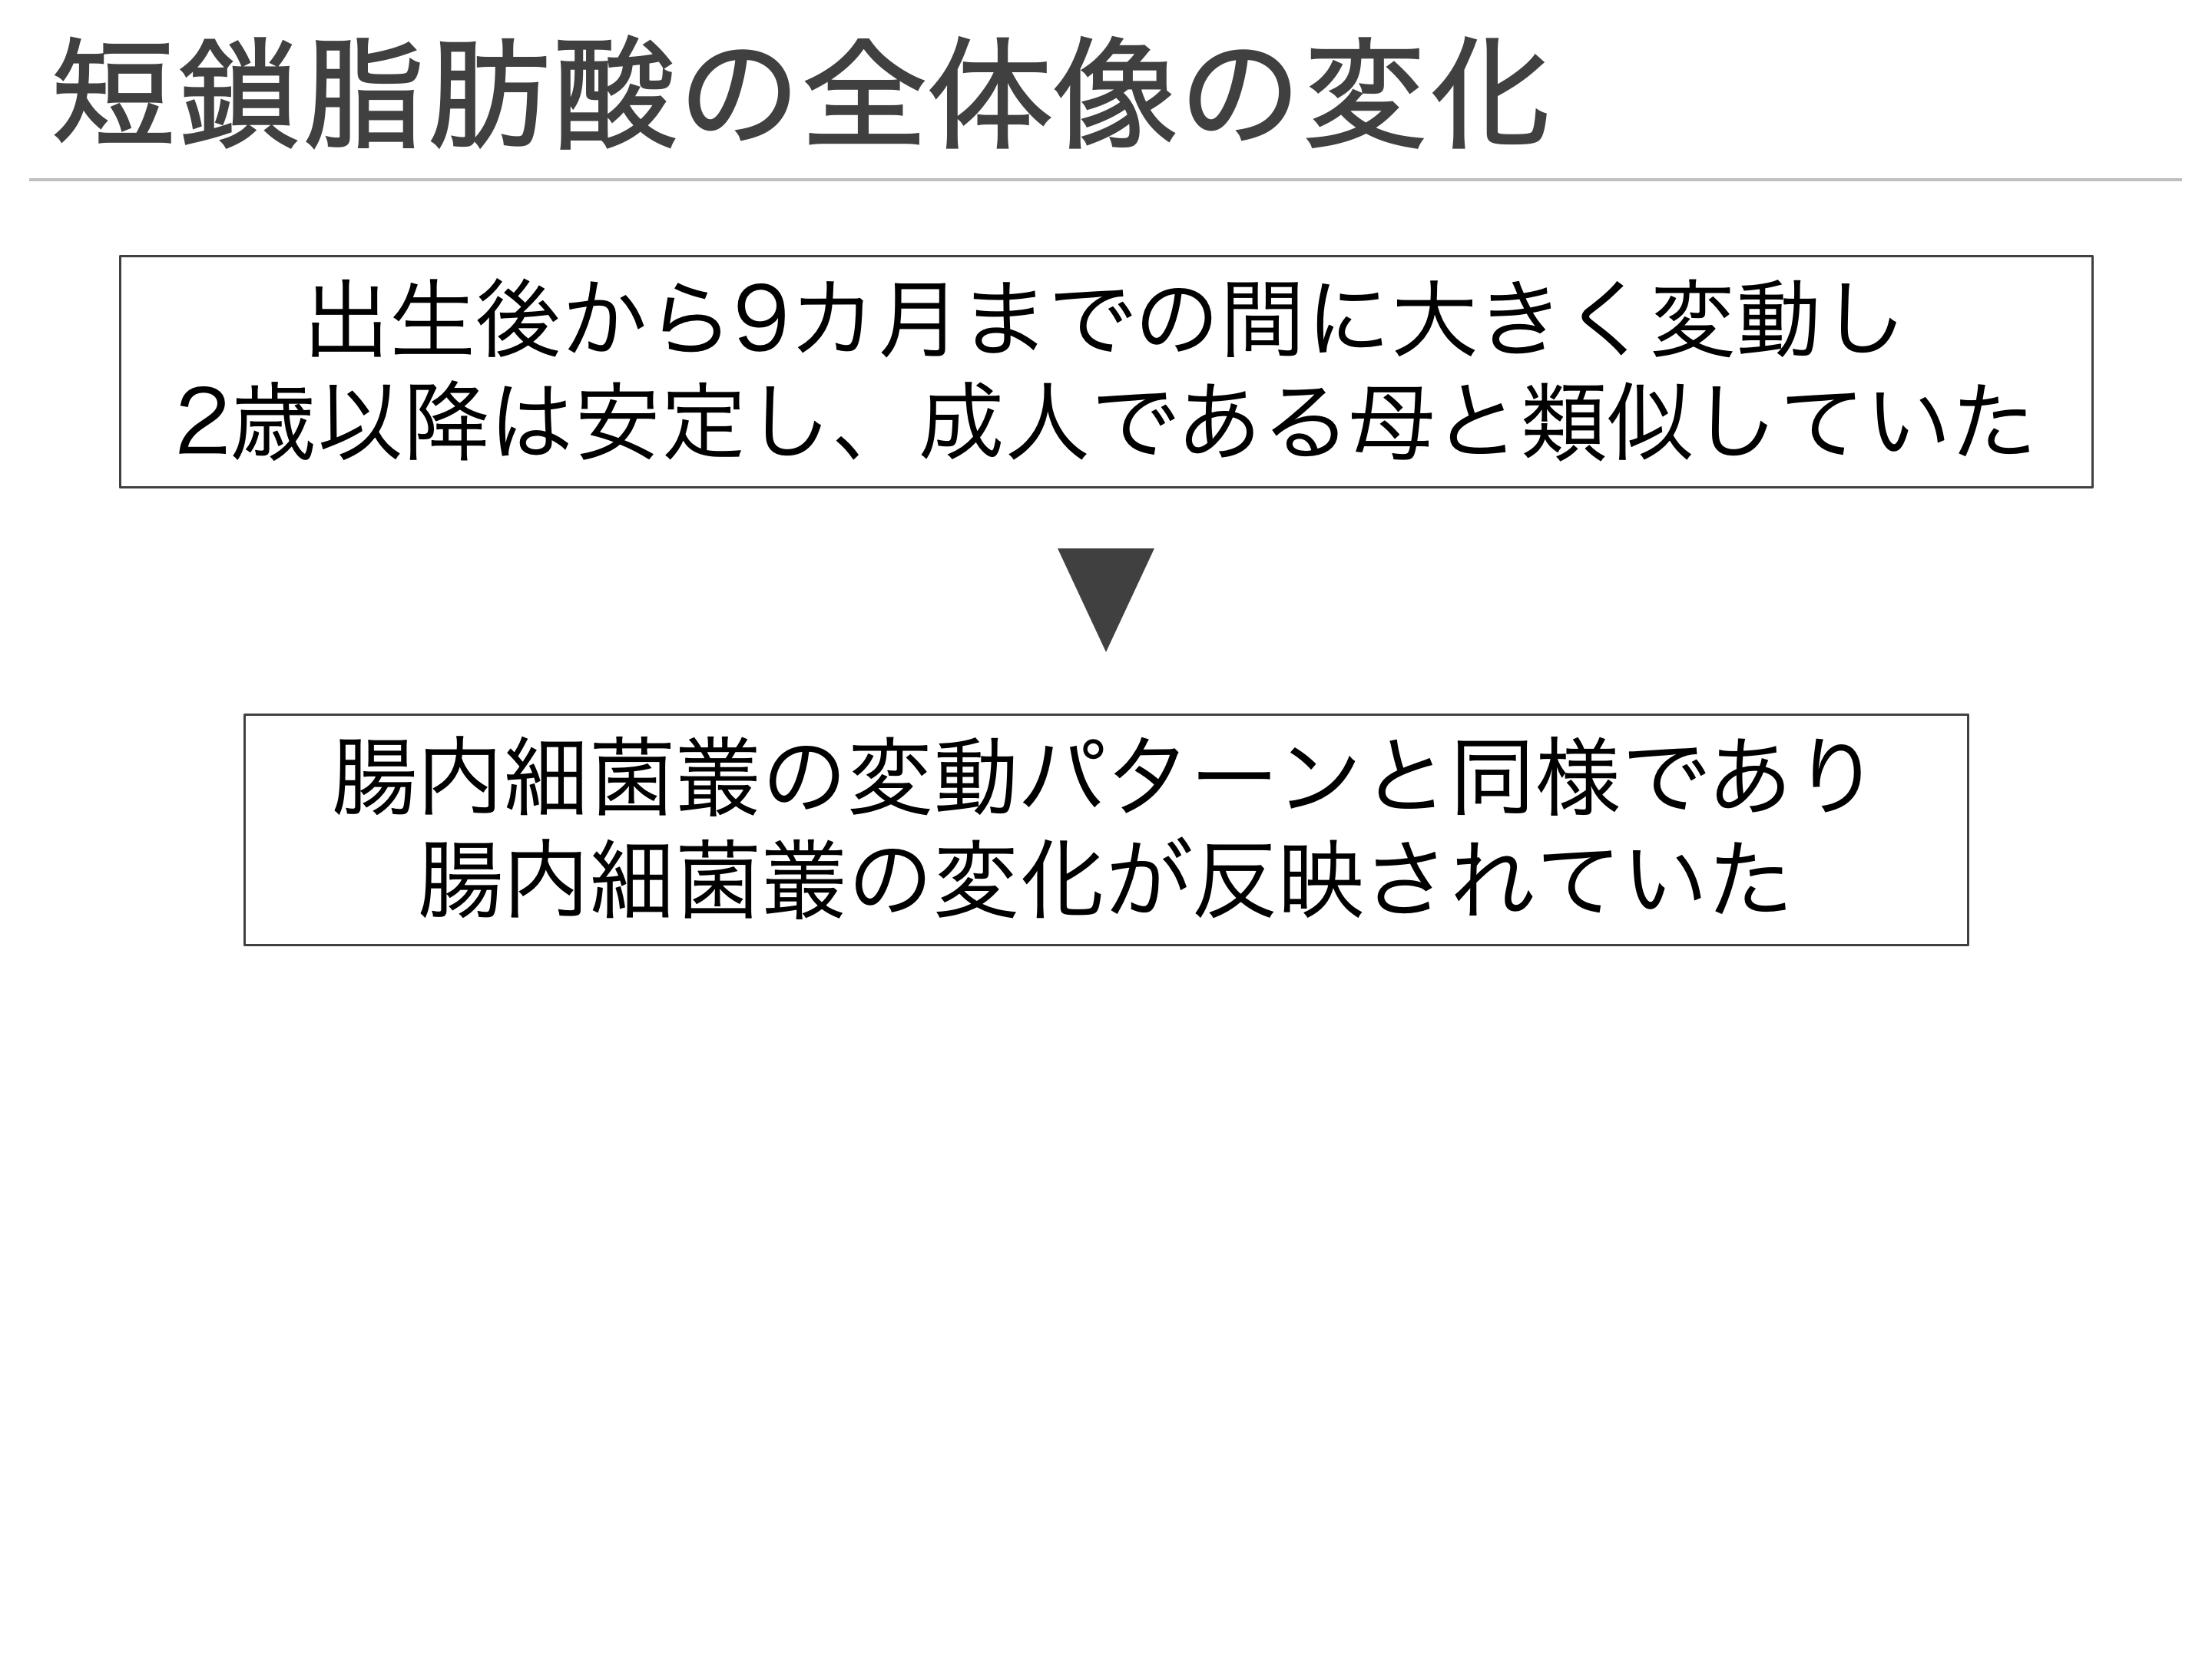 短鎖脂肪酸の全体像の変化
出生後から9カ月までの間に大きく変動し
2歳以降は安定し、成人である母と類似していた
腸内細菌叢の変動パターンと同様であり
腸内細菌叢の変化が反映されていた